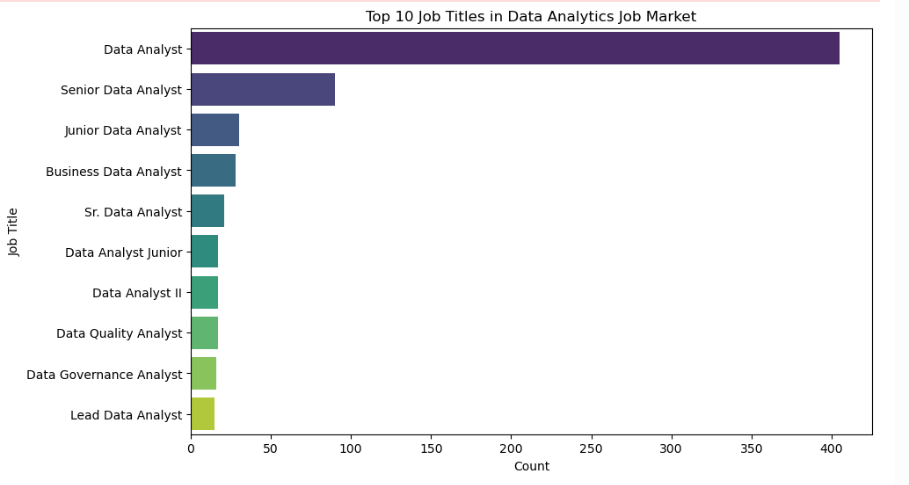 Top 10 Job Titles in Data Analytics Job Market
Job Title
Data Analyst
Senior Data Analyst
Junior Data Analyst
Business Data Analyst
Sr. Data Analyst
Data Analyst Junior
Data Analyst II
Data Quality Analyst
Data Governance Analyst
Lead Data Analyst
0 50 100 150 200 250 300 350 400
Count